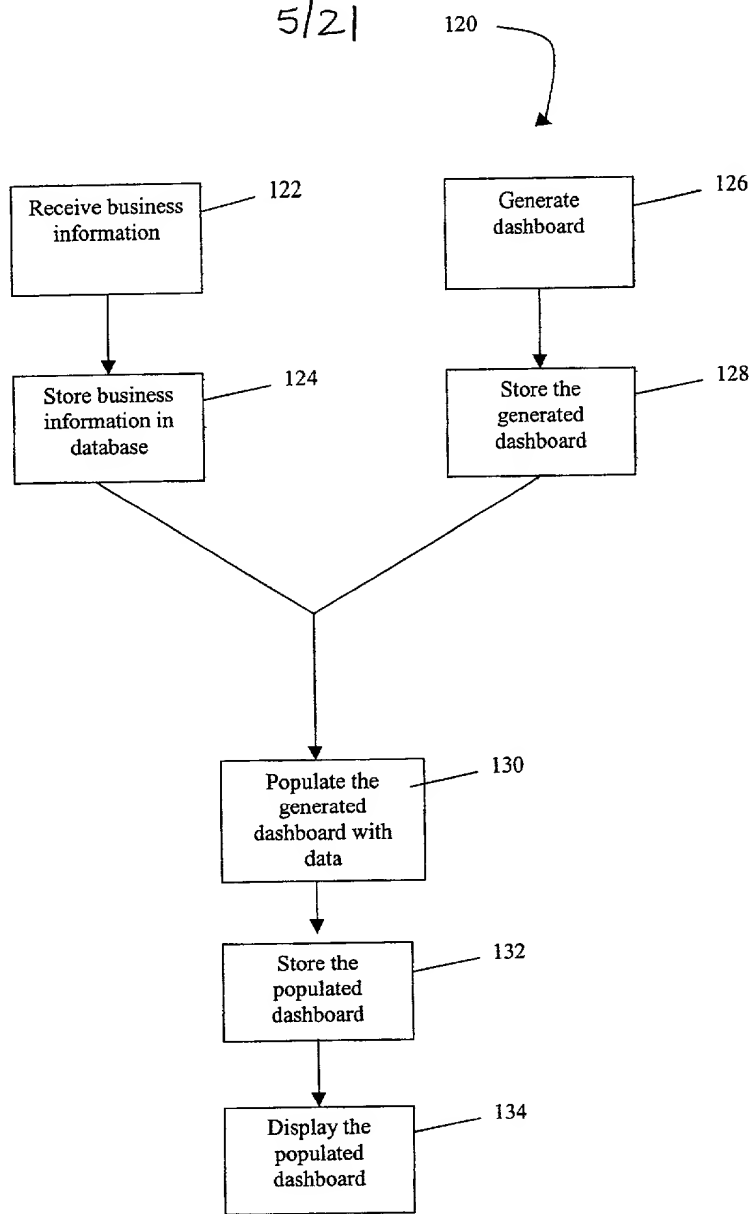 5/21
120
122
Receive business
information
126
Generate
dashboard
124
Store business
information in
database
128
Store the
generated
dashboard
130
Populate the
generated
dashboard with
data
132
Store the
populated
dashboard
134
Display the
populated
dashboard